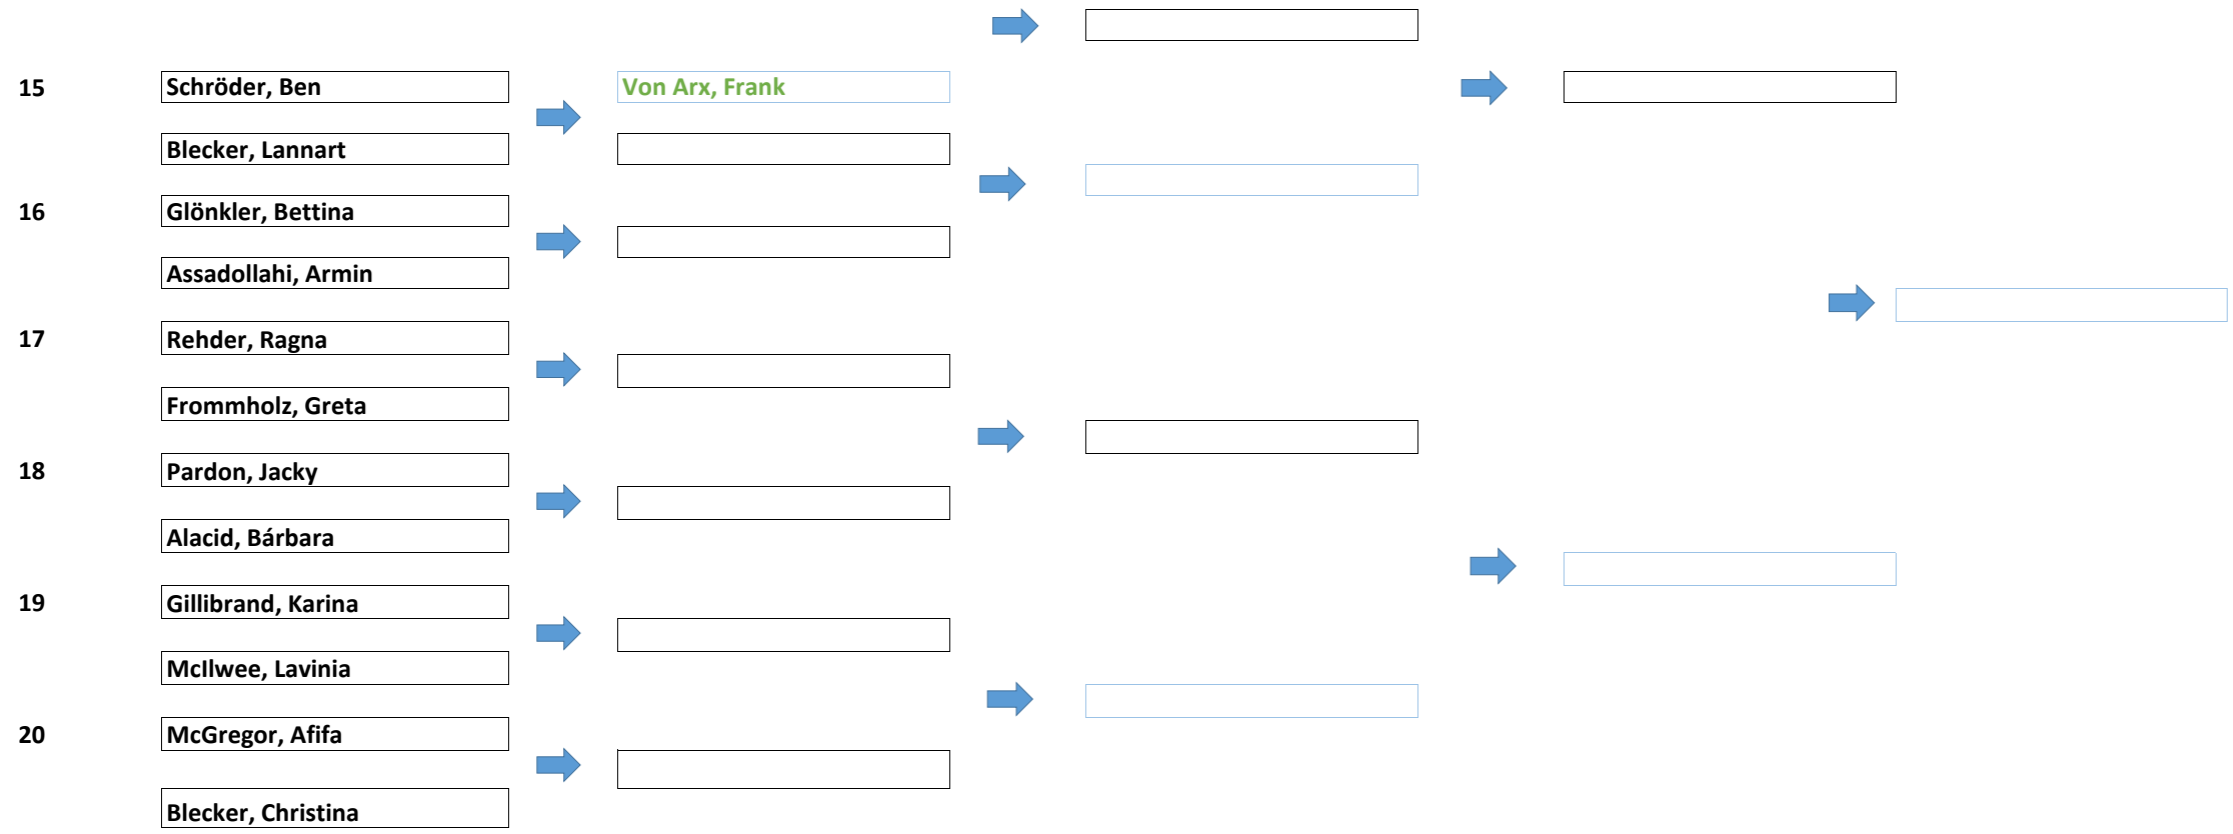 15 Schröder, Ben Von Arx, Frank
Blecker, Lannart
16 Glönkler, Bettina
Assadollahi, Armin
17 Rehder, Ragna
Frommholz, Greta
18 Pardon, Jacky
Alacid, Bárbara
19 Gillibrand, Karina
McIlwee, Lavinia
20 McGregor, Afifa
Blecker, Christina